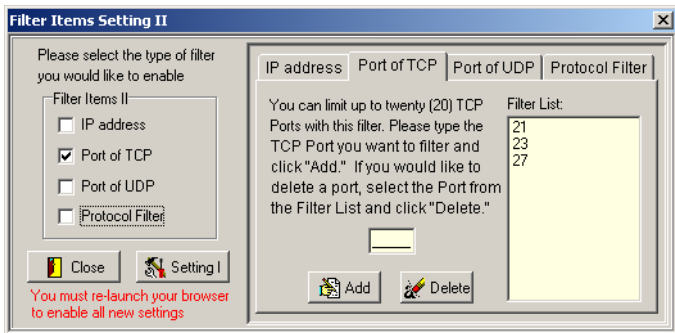 Filter Items Setting II
Please select the type of filter
you would like to enable
Filter Items II
IP address
Port of TCP
Port of UDP
Protocol Filter
Close
Setting I
You must re-launch your browser
to enable all new settings
IP address
Port of TCP
Port of UDP
Protocol Filter
You can limit up to twenty (20) TCP
Ports with this filter. Please type the
TCP Port you want to filter and
click "Add." If you would like to
delete a port, select the Port from
the Filter List and click "Delete."
Add
Delete
Filter List:
21
23
27